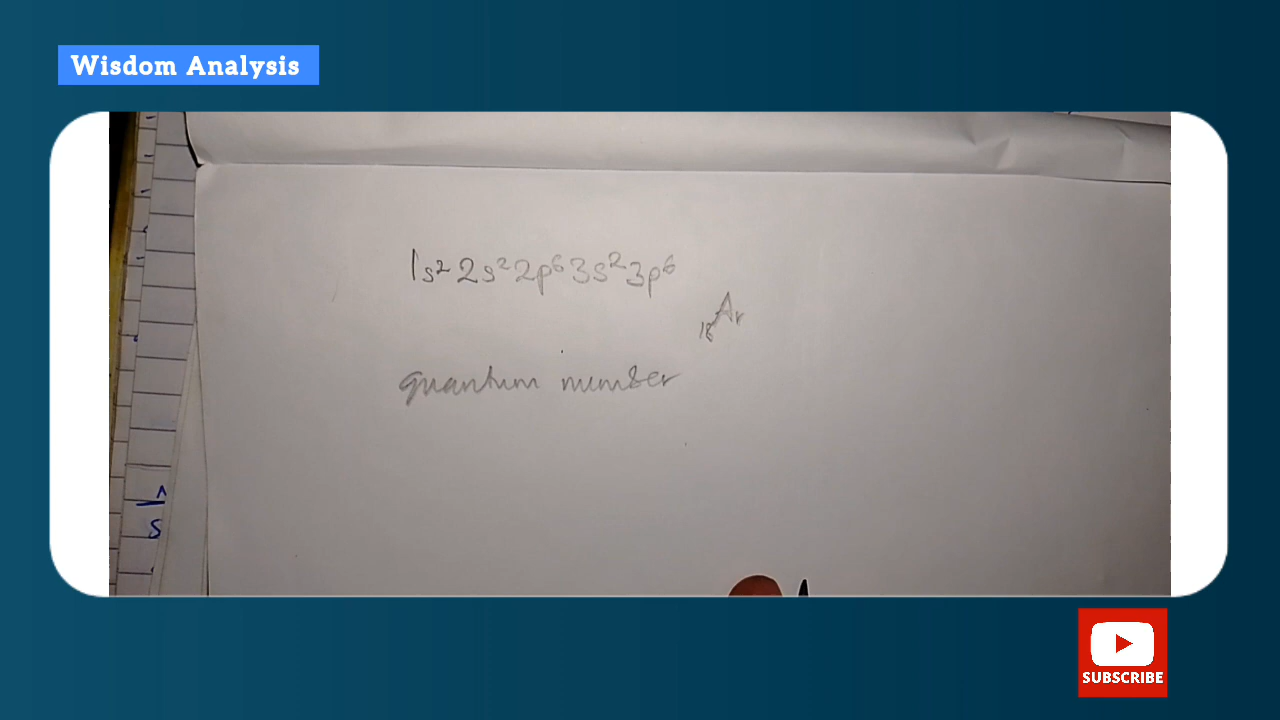 Wisdom Analysis
1s² 2s² 2p⁶ 3s² 3p⁶
₁₈Ar
quantum number
s
SUBSCRIBE